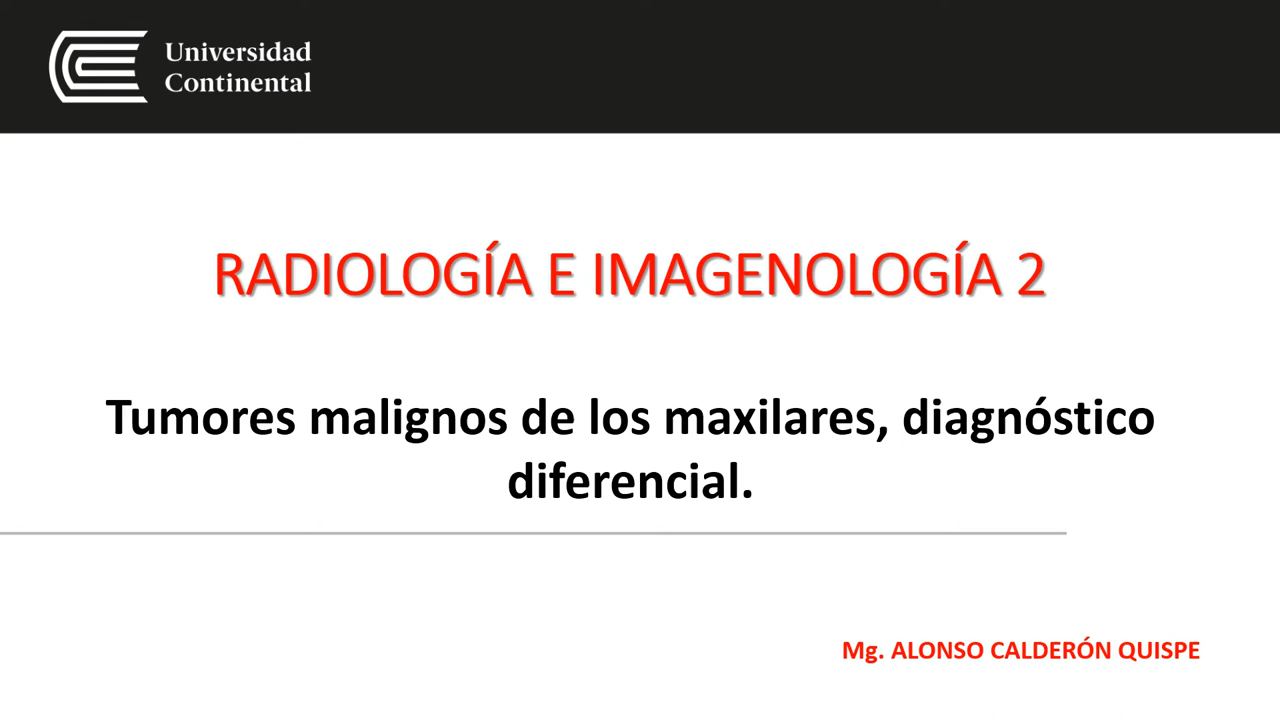 Universidad
Continental
RADIOLOGÍA E IMAGENOLOGÍA 2
Tumores malignos de los maxilares, diagnóstico
diferencial.
Mg. ALONSO CALDERÓN QUISPE